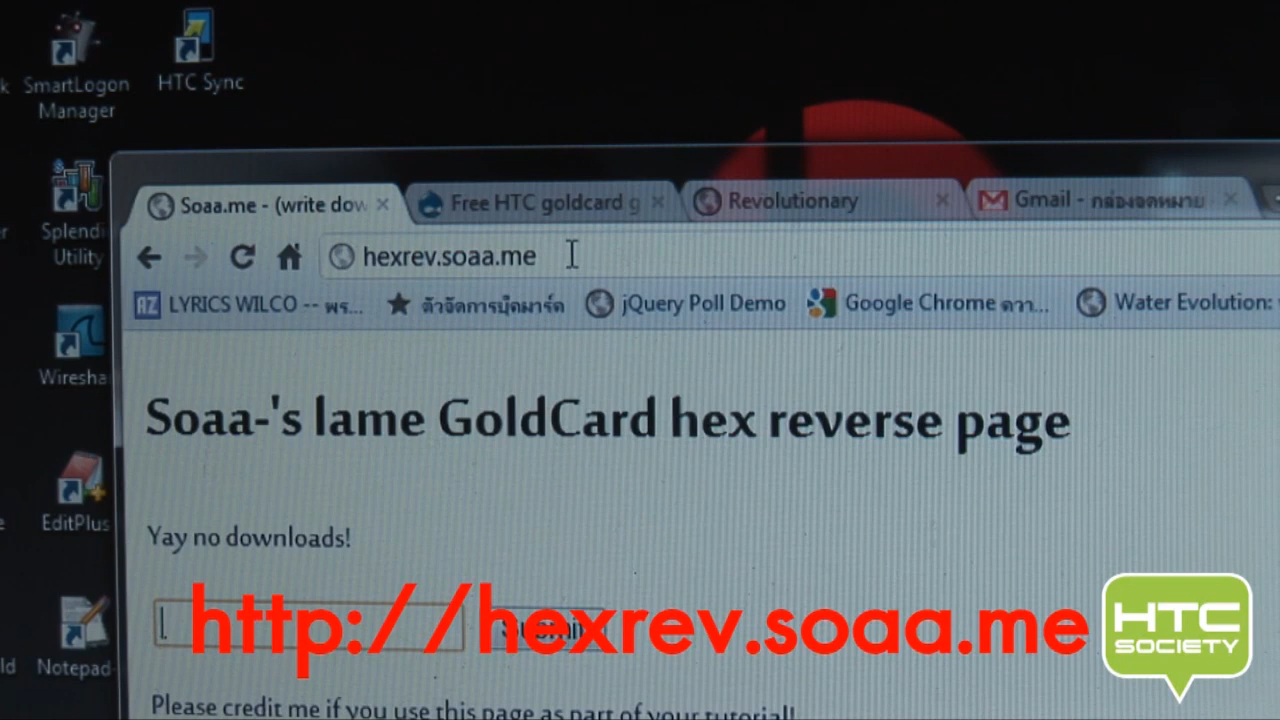 SmartLogon
Manager
HTC Sync
Splendi
Utility
Wiresha
EditPlus
Notepad-
Soaa.me - (write dow
Free HTC goldcard g
Revolutionary
Gmail - กล่องจดหมาย
hexrev.soaa.me
LYRICS WILCO -- พร...
ตัวจัดการบุ๊กมาร์ก
jQuery Poll Demo
Google Chrome ดาว...
Water Evolution:
Soaa-'s lame GoldCard hex reverse page
Yay no downloads!
Submit
http://hexrev.soaa.me
Please credit me if you use this page as part of your tutorial!
HTC
SOCIETY